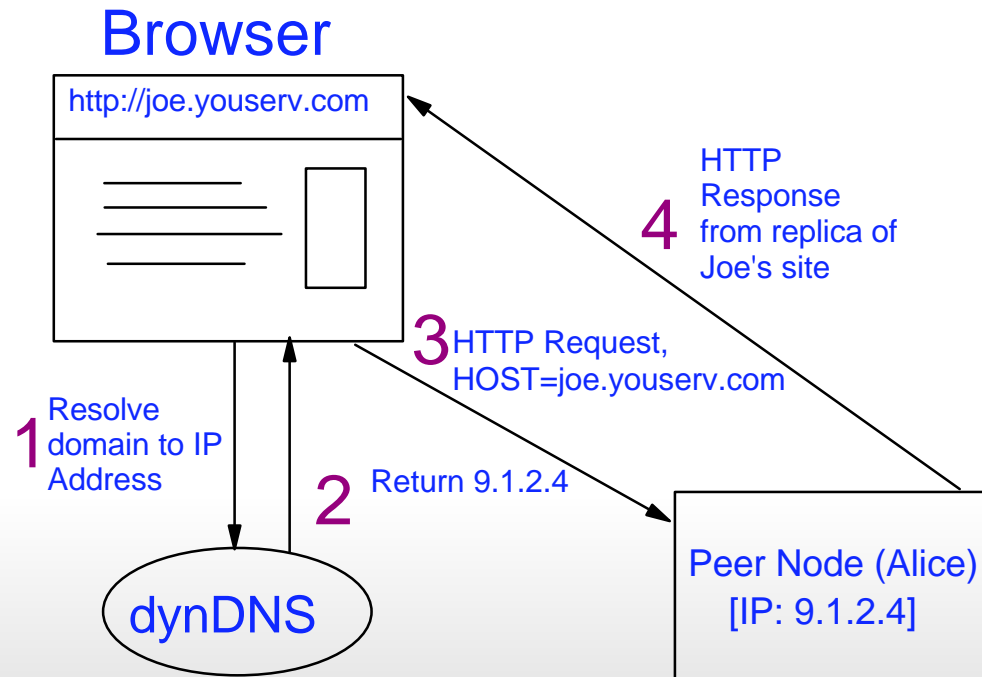 Browser
http://joe.youserv.com
HTTP
Response
4
from replica of
Joe's site
3
HTTP Request,
HOST=joe.youserv.com
1
Resolve
domain to IP
Address
2
Return 9.1.2.4
dynDNS
Peer Node (Alice)
[IP: 9.1.2.4]